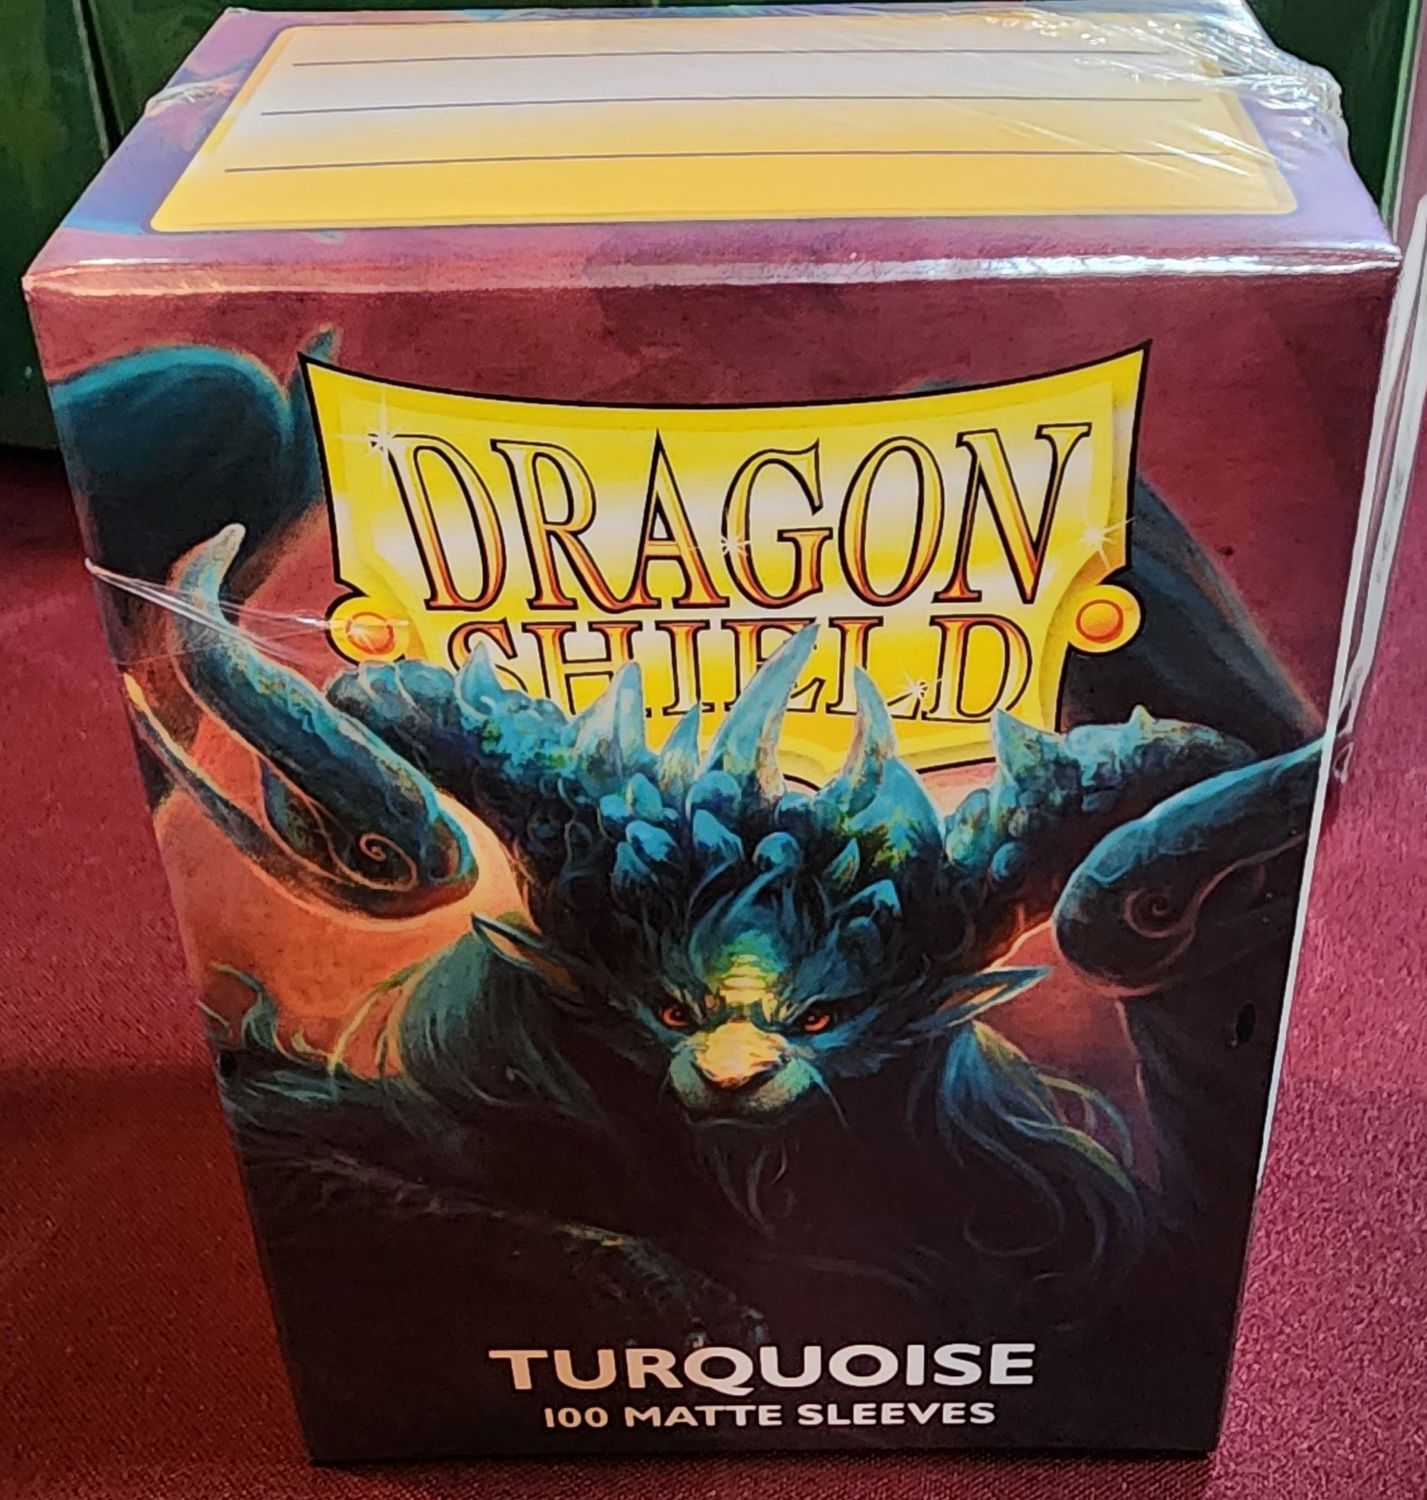 DRAGON
SHIELD
TURQUOISE
100 MATTE SLEEVES